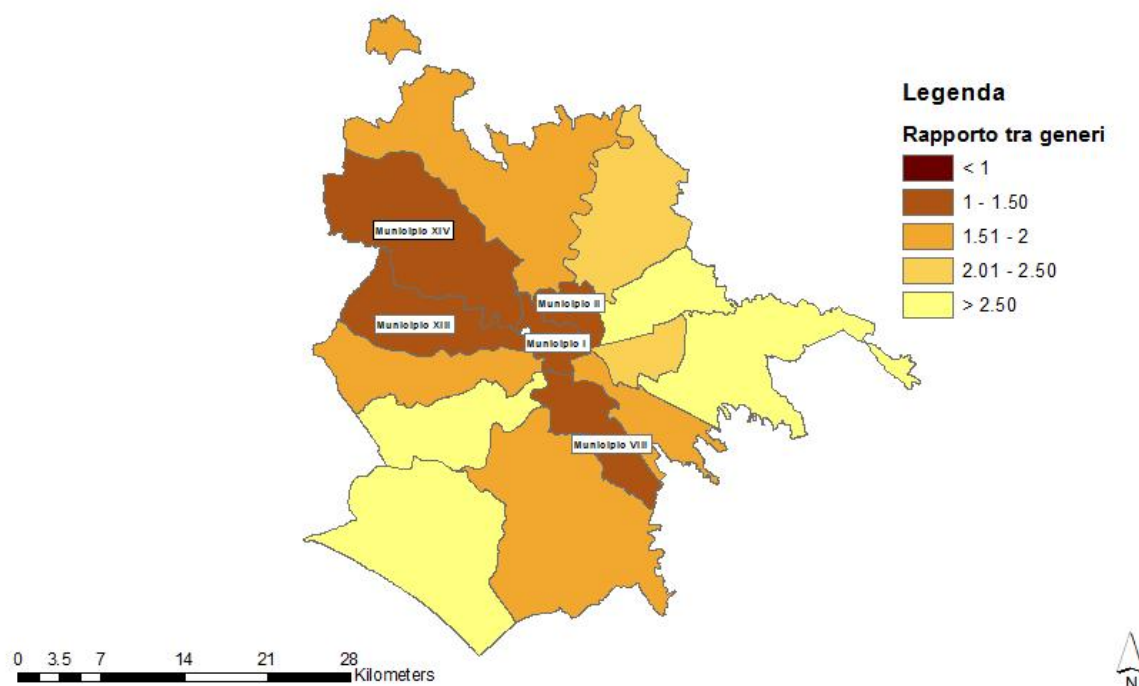 Legenda
Rapporto tra generi
< 1
1 - 1.50
1.51 - 2
2.01 - 2.50
> 2.50
Municipio XIV
Municipio II
Municipio XIII
Municipio I
Municipio VIII
0 3.5 7 14 21 28
Kilometers
N